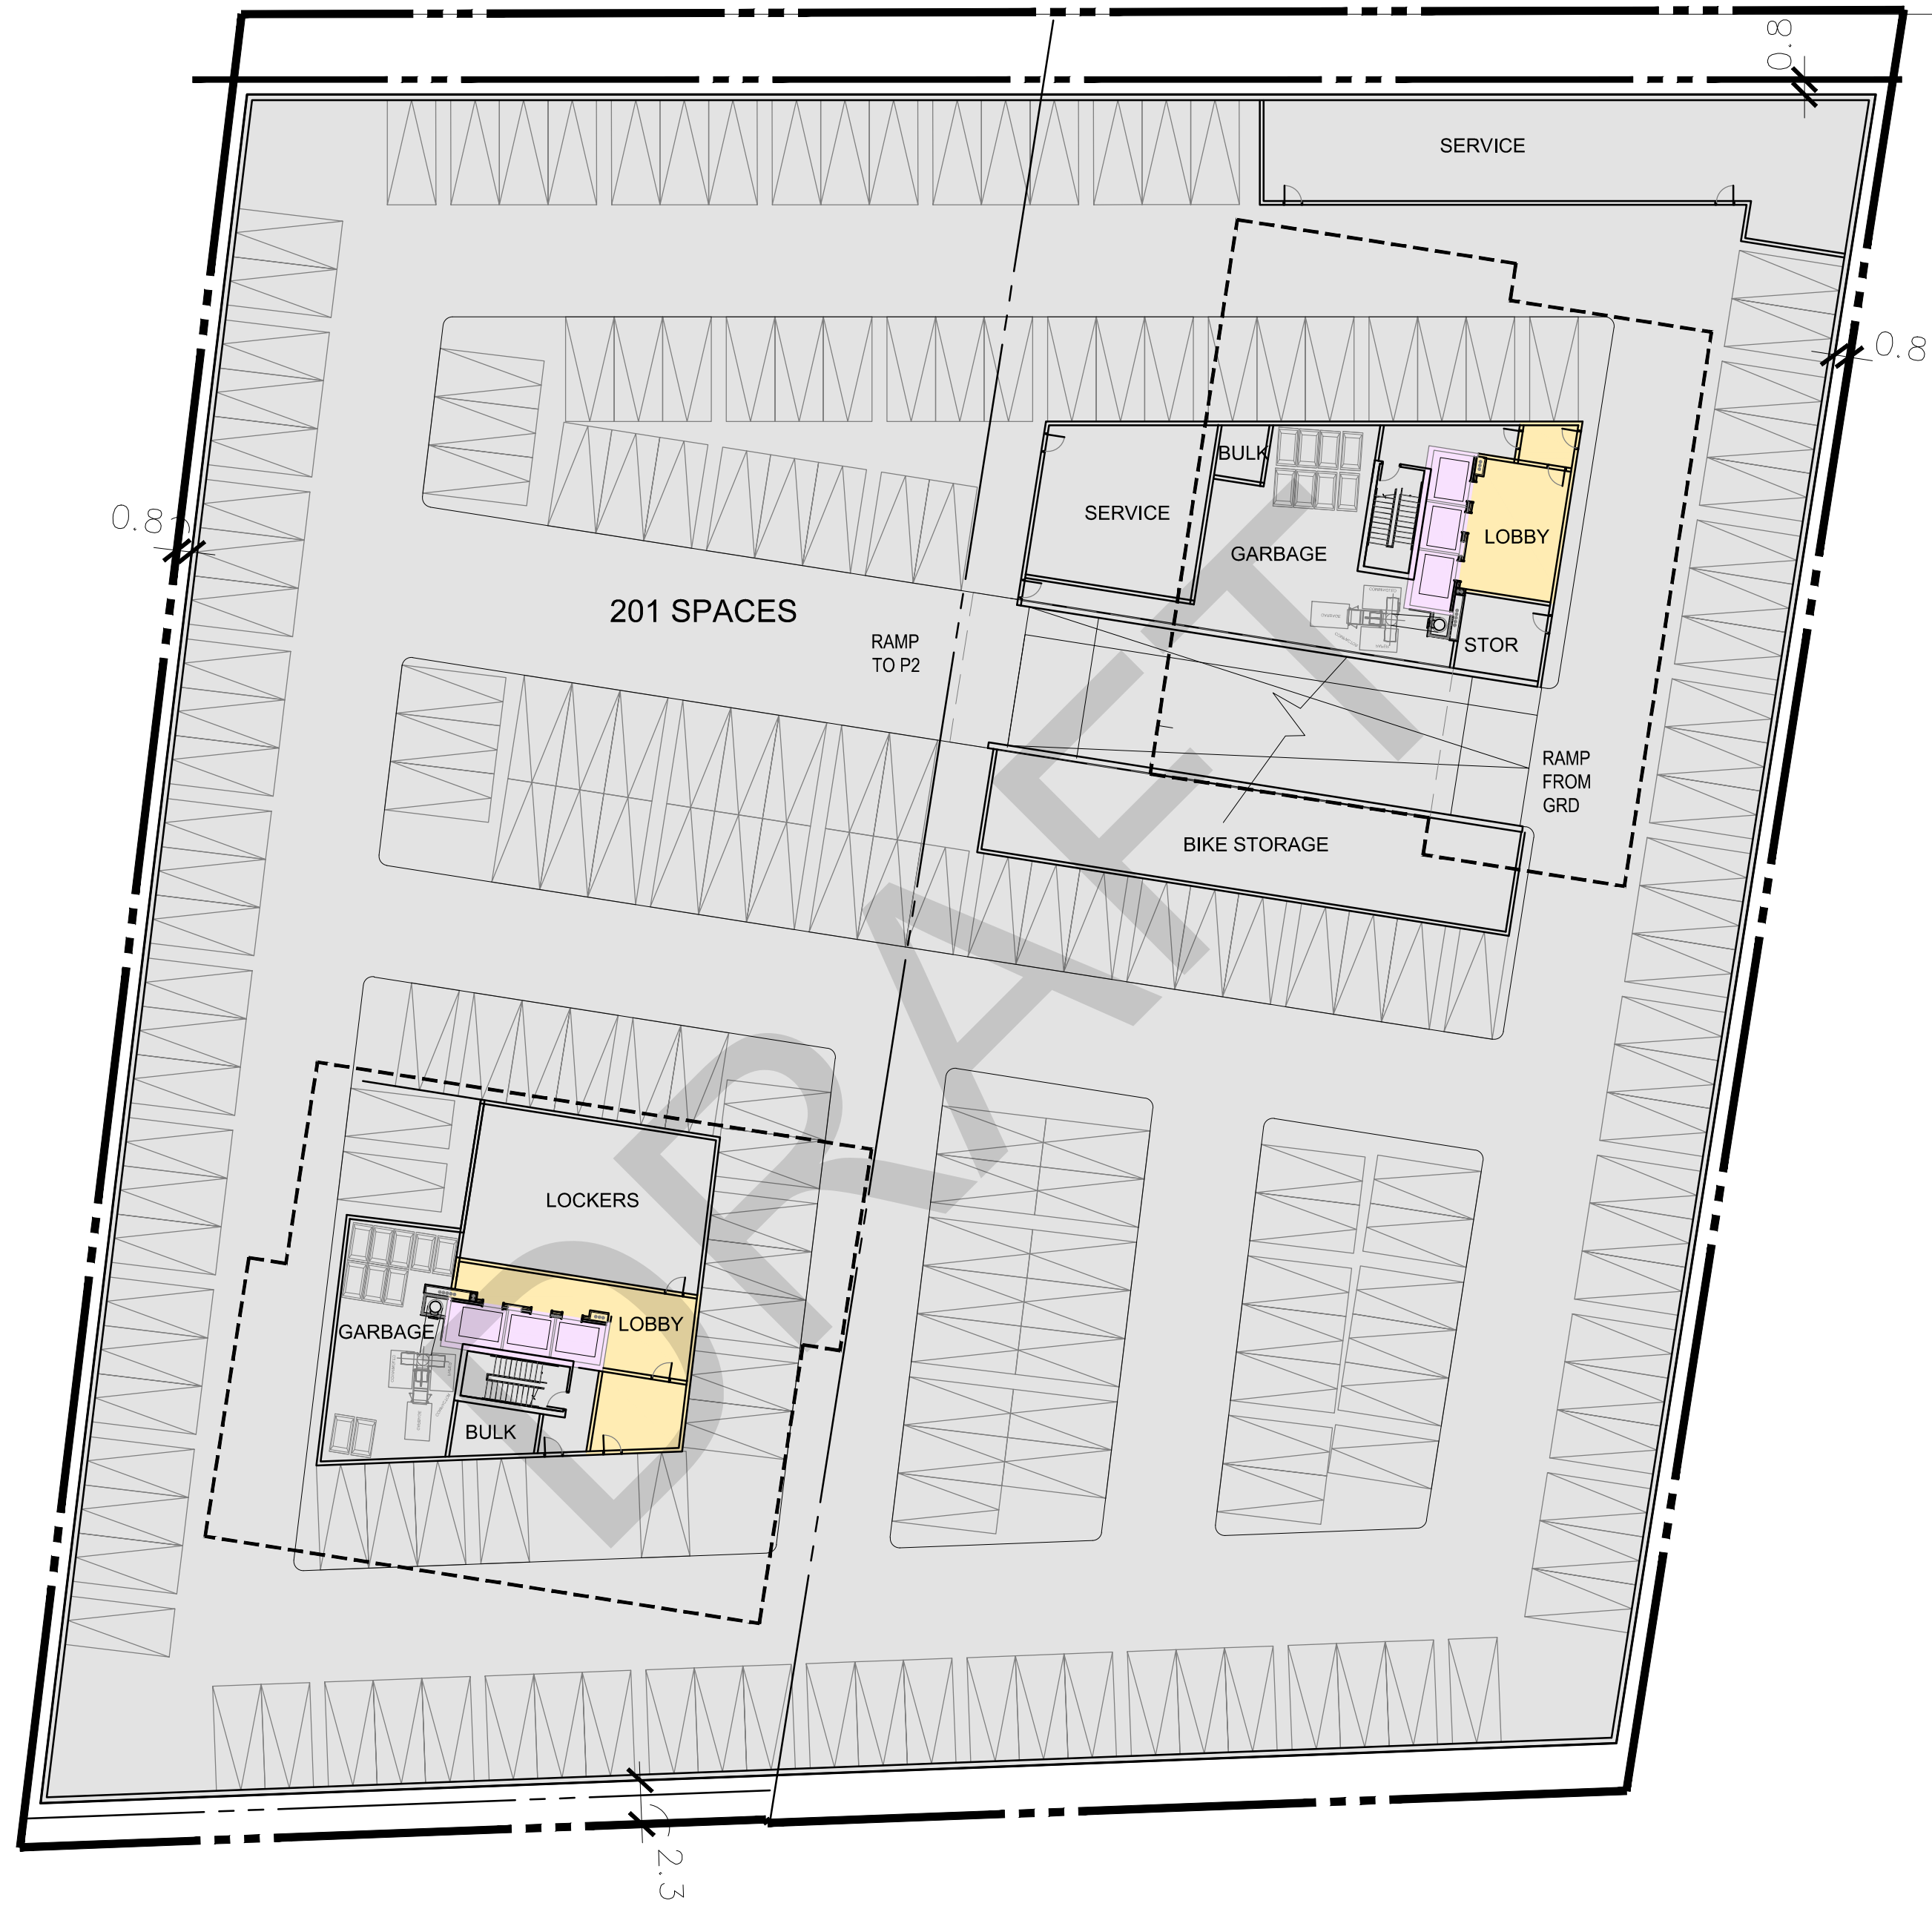 0.8
SERVICE
0.8
BULK
SERVICE
LOBBY
GARBAGE
0.8
201 SPACES
RAMP
TO P2
STOR
RAMP
FROM
GRD
BIKE STORAGE
DRAFT
LOCKERS
LOBBY
GARBAGE
BULK
2.3